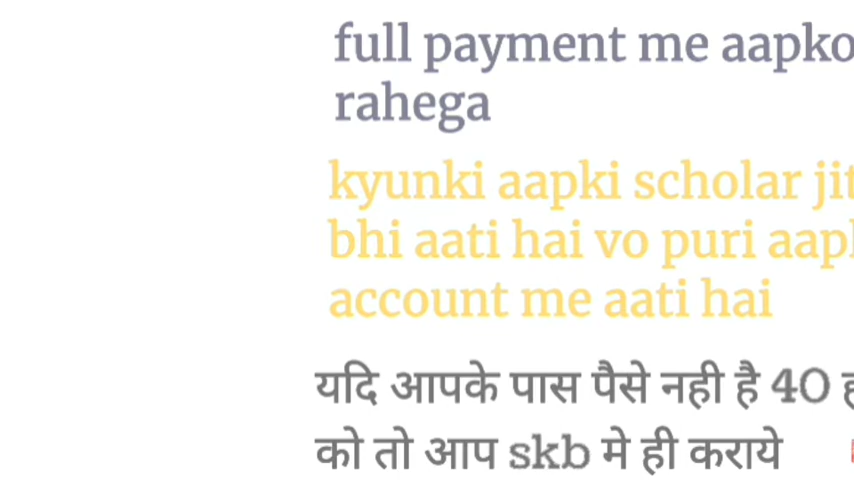 full payment me aapko
rahega
kyunki aapki scholar
bhi aati hai vo puri
account me aati hai
यदि आपके पास पैसे नही है 40
को तो आप skb मे ही कराये